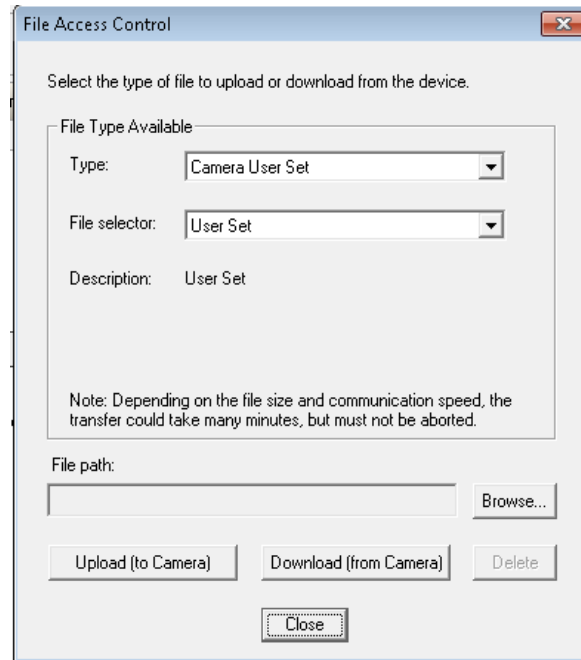 File Access Control
Select the type of file to upload or download from the device.
File Type Available
Type: Camera User Set
File selector: User Set
Description: User Set
Note: Depending on the file size and communication speed, the
transfer could take many minutes, but must not be aborted.
File path:
Browse...
Upload (to Camera) Download (from Camera) Delete
Close